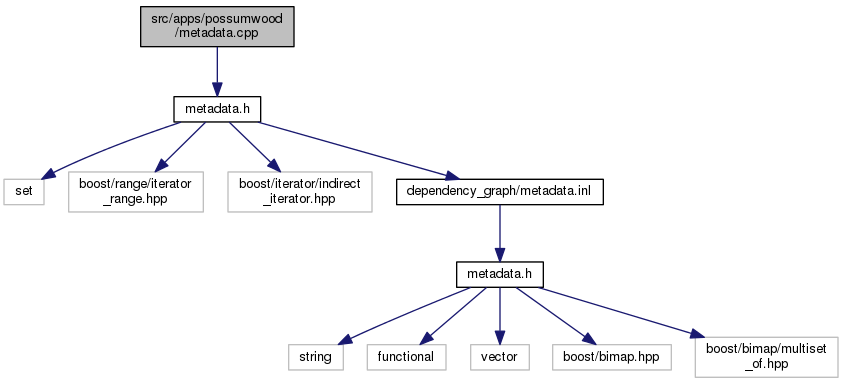 src/apps/possumwood
/metadata.cpp
metadata.h
set
boost/range/iterator
_range.hpp
boost/iterator/indirect
_iterator.hpp
dependency_graph/metadata.inl
metadata.h
string
functional
vector
boost/bimap.hpp
boost/bimap/multiset
_of.hpp